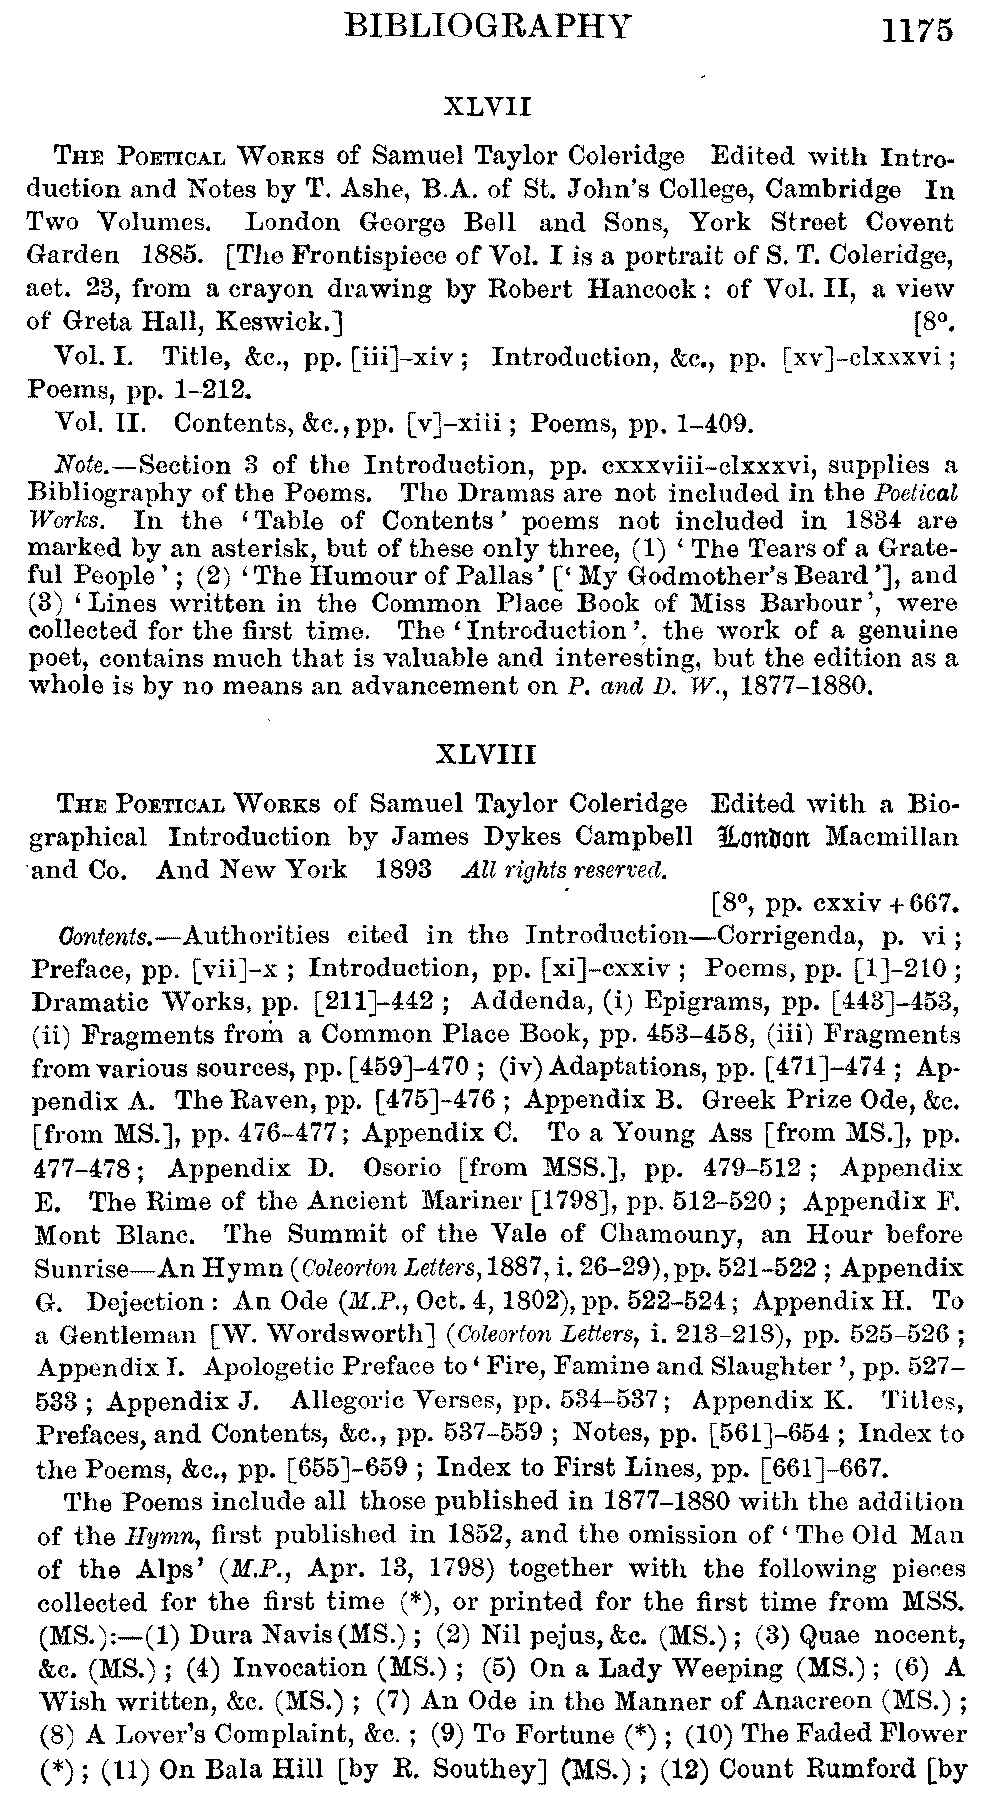 BIBLIOGRAPHY 1175
XLVII
THE POETICAL WORKS of Samuel Taylor Coleridge Edited with Intro-
duction and Notes by T. Ashe, B.A. of St. John's College, Cambridge In
Two Volumes. London George Bell and Sons, York Street Covent
Garden 1885. [The Frontispiece of Vol. I is a portrait of S. T. Coleridge,
aet. 23, from a crayon drawing by Robert Hancock : of Vol. II, a view
of Greta Hall, Keswick.] [8º.
Vol. I. Title, &c., pp. [iii]–xiv ; Introduction, &c., pp. [xv]–clxxxvi ;
Poems, pp. 1–212.
Vol. II. Contents, &c., pp. [v]–xiii ; Poems, pp. 1–409.
Note.—Section 3 of the Introduction, pp. cxxxviii–clxxxvi, supplies a
Bibliography of the Poems. The Dramas are not included in the Poetical
Works. In the ‘Table of Contents’ poems not included in 1834 are
marked by an asterisk, but of these only three, (1) ‘The Tears of a Grate-
ful People’ ; (2) ‘The Humour of Pallas’ [‘My Godmother's Beard’], and
(3) ‘Lines written in the Common Place Book of Miss Barbour’, were
collected for the first time. The ‘Introduction’, the work of a genuine
poet, contains much that is valuable and interesting, but the edition as a
whole is by no means an advancement on P. and D. W., 1877–1880.
XLVIII
THE POETICAL WORKS of Samuel Taylor Coleridge Edited with a Bio-
graphical Introduction by James Dykes Campbell London Macmillan
and Co. And New York 1893 All rights reserved.
[8º, pp. cxxiv + 667.
Contents.—Authorities cited in the Introduction—Corrigenda, p. vi ;
Preface, pp. [vii]–x ; Introduction, pp. [xi]–cxxiv ; Poems, pp. [1]–210 ;
Dramatic Works, pp. [211]–442 ; Addenda, (i) Epigrams, pp. [443]–453,
(ii) Fragments from a Common Place Book, pp. 453–458, (iii) Fragments
from various sources, pp. [459]–470 ; (iv) Adaptations, pp. [471]–474 ; Ap-
pendix A. The Raven, pp. [475]–476 ; Appendix B. Greek Prize Ode, &c.
[from MS.], pp. 476–477 ; Appendix C. To a Young Ass [from MS.], pp.
477–478 ; Appendix D. Osorio [from MSS.], pp. 479–512 ; Appendix
E. The Rime of the Ancient Mariner [1798], pp. 512–520 ; Appendix F.
Mont Blanc. The Summit of the Vale of Chamouny, an Hour before
Sunrise—An Hymn (Coleorton Letters, 1887, i. 26–29), pp. 521–522 ; Appendix
G. Dejection : An Ode (M.P., Oct. 4, 1802), pp. 522–524 ; Appendix H. To
a Gentleman [W. Wordsworth] (Coleorton Letters, i. 213–218), pp. 525–526 ;
Appendix I. Apologetic Preface to ‘Fire, Famine and Slaughter’, pp. 527–
533 ; Appendix J. Allegoric Verses, pp. 534–537 ; Appendix K. Titles,
Prefaces, and Contents, &c., pp. 537–559 ; Notes, pp. [561]–654 ; Index to
the Poems, &c., pp. [655]–659 ; Index to First Lines, pp. [661]–667.
The Poems include all those published in 1877–1880 with the addition
of the Hymn, first published in 1852, and the omission of ‘The Old Man
of the Alps’ (M.P., Apr. 13, 1798) together with the following pieces
collected for the first time (*), or printed for the first time from MSS.
(MS.):—(1) Dura Navis (MS.) ; (2) Nil pejus, &c. (MS.) ; (3) Quae nocent,
&c. (MS.) ; (4) Invocation (MS.) ; (5) On a Lady Weeping (MS.) ; (6) A
Wish written, &c. (MS.) ; (7) An Ode in the Manner of Anacreon (MS.) ;
(8) A Lover's Complaint, &c. ; (9) To Fortune (*) ; (10) The Faded Flower
(*) ; (11) On Bala Hill [by R. Southey] (MS.) ; (12) Count Rumford [by